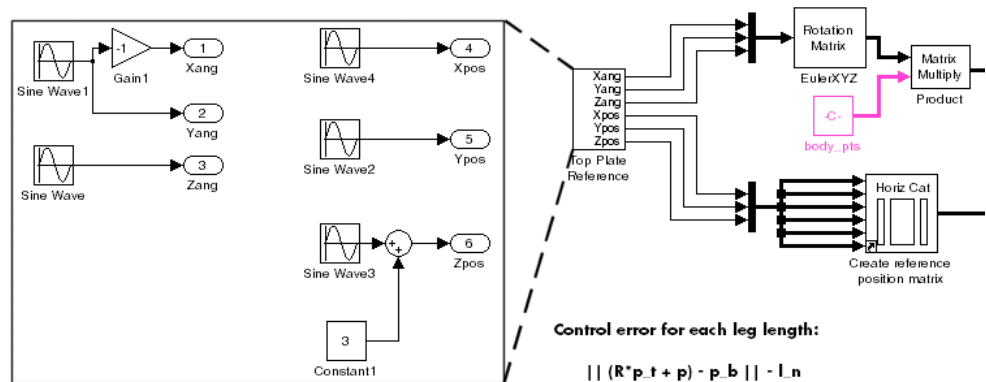 -1
Gain1
Sine Wave1
1
Xang
2
Yang
Sine Wave
3
Zang
Sine Wave4
4
Xpos
Sine Wave2
5
Ypos
Sine Wave3
+
+
6
Zpos
3
Constant1
Xang
Yang
Zang
Xpos
Ypos
Zpos
Top Plate
Reference
Rotation
Matrix
EulerXYZ
Matrix
Multiply
Product
-C-
body_pts
Horiz Cat
Create reference
position matrix
Control error for each leg length:
|| (R*p_t + p) - p_b || - l_n